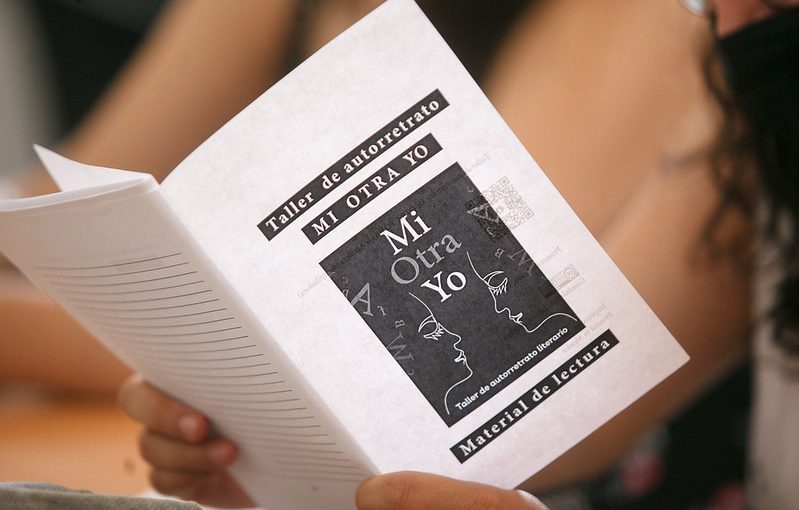 Taller de autorretrato
MI OTRA YO
Mi
Otra
Yo
Taller de autorretrato literario
Material de lectura